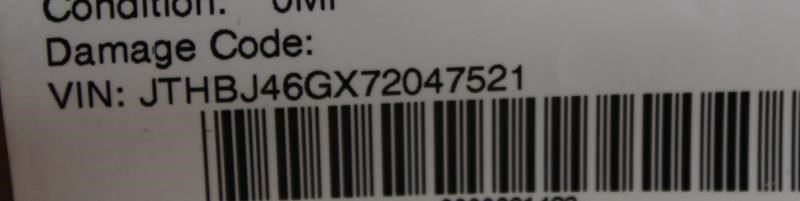 Condition: 0MI
Damage Code:
VIN: JTHBJ46GX72047521